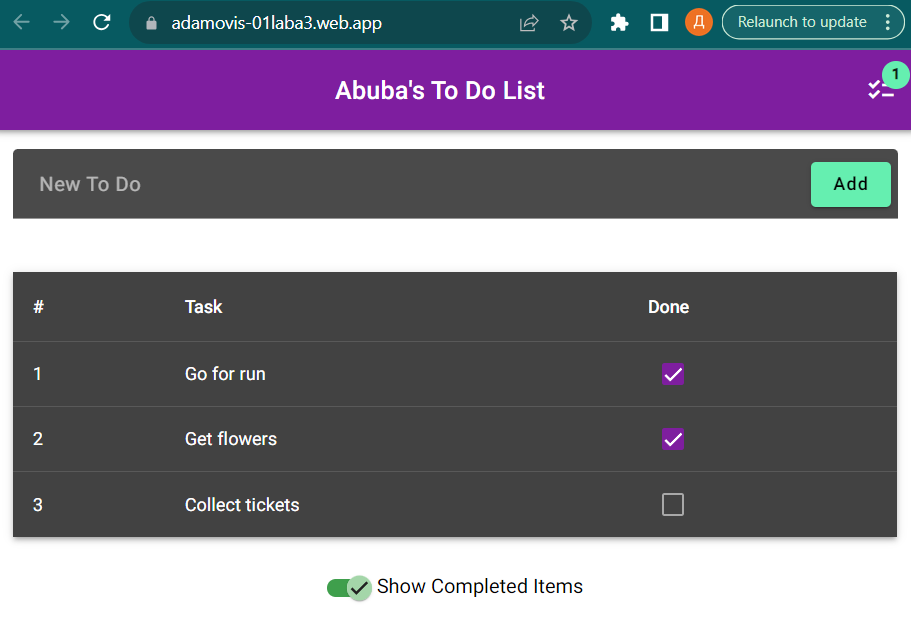 adamovis-01laba3.web.app
Д
Relaunch to update
Abuba's To Do List
1
New To Do
Add
# Task Done
1 Go for run
2 Get flowers
3 Collect tickets
Show Completed Items